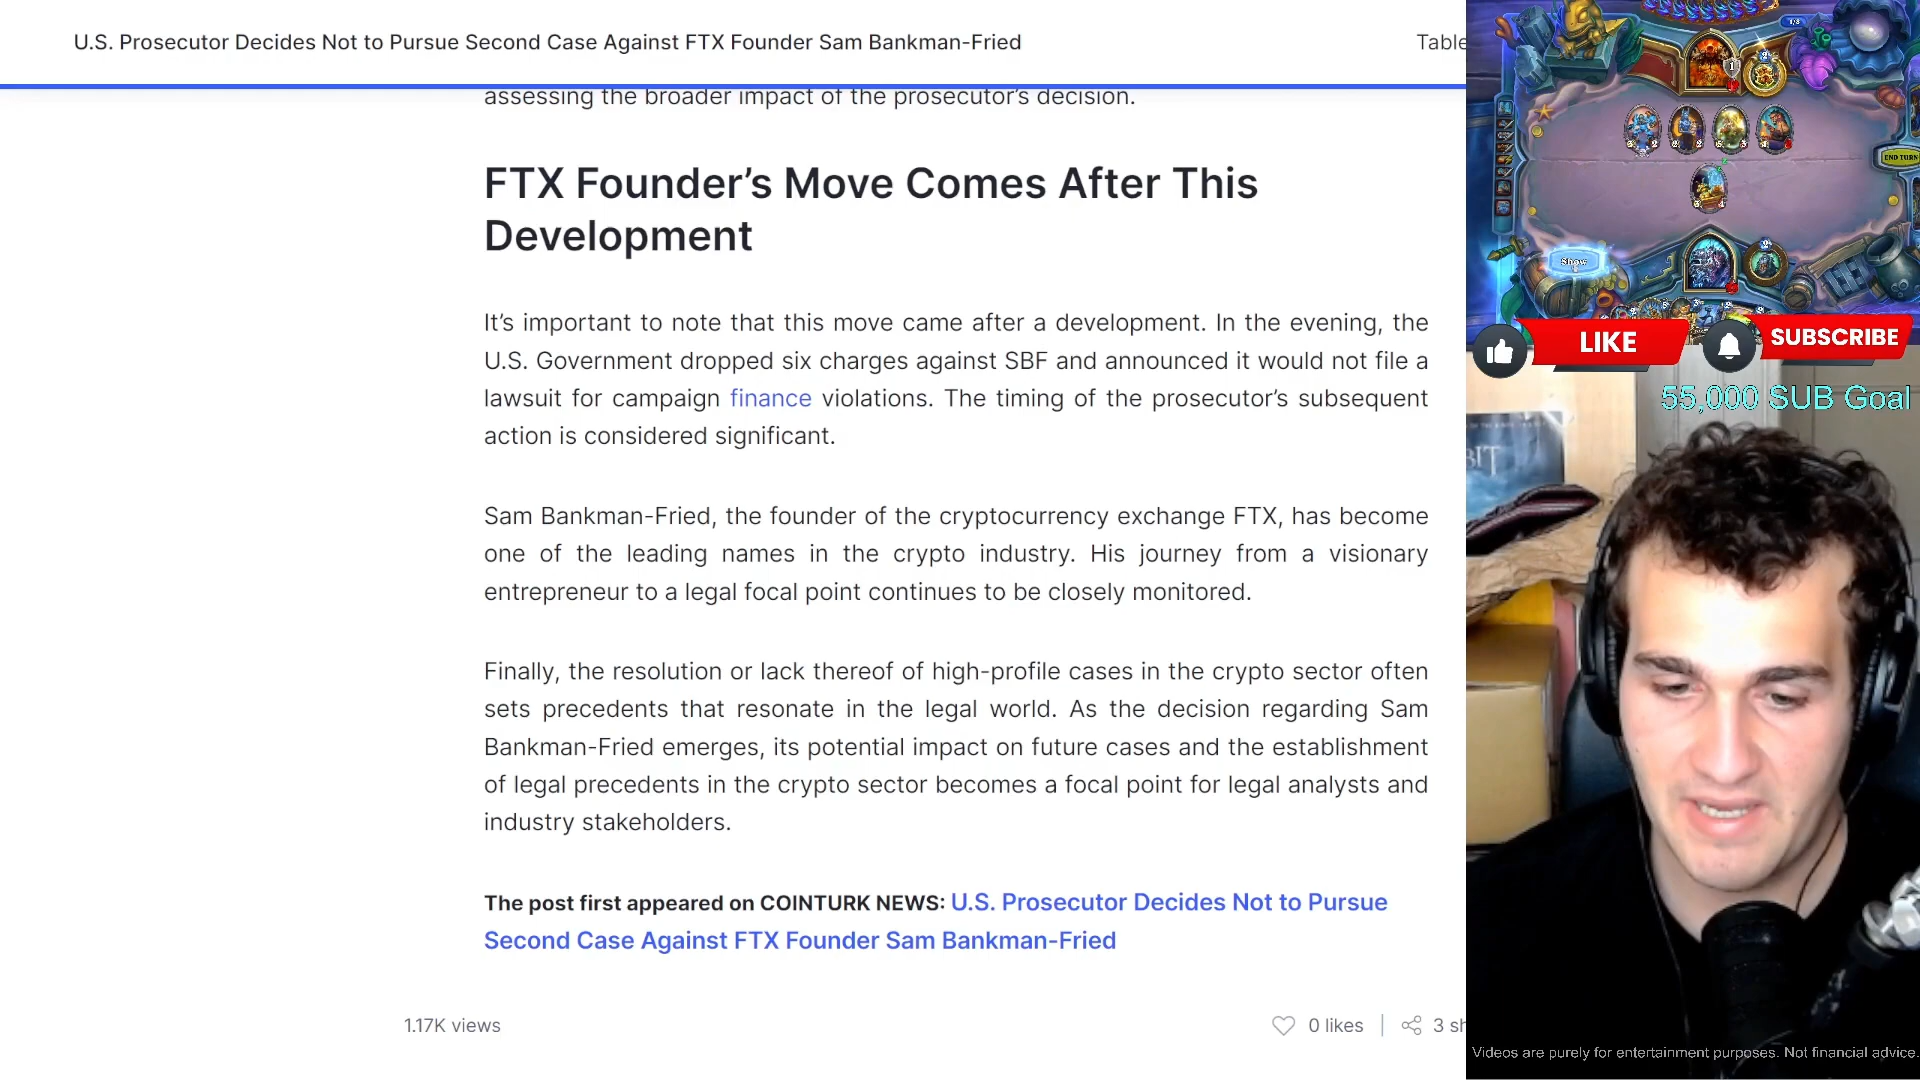 U.S. Prosecutor Decides Not to Pursue Second Case Against FTX Founder Sam Bankman-Fried
Table
assessing the broader impact of the prosecutor's decision.
FTX Founder's Move Comes After This
Development
It's important to note that this move came after a development. In the evening, the
U.S. Government dropped six charges against SBF and announced it would not file a
lawsuit for campaign finance violations. The timing of the prosecutor's subsequent
action is considered significant.
Sam Bankman-Fried, the founder of the cryptocurrency exchange FTX, has become
one of the leading names in the crypto industry. His journey from a visionary
entrepreneur to a legal focal point continues to be closely monitored.
Finally, the resolution or lack thereof of high-profile cases in the crypto sector often
sets precedents that resonate in the legal world. As the decision regarding Sam
Bankman-Fried emerges, its potential impact on future cases and the establishment
of legal precedents in the crypto sector becomes a focal point for legal analysts and
industry stakeholders.
The post first appeared on COINTURK NEWS: U.S. Prosecutor Decides Not to Pursue
Second Case Against FTX Founder Sam Bankman-Fried
1.17K views
0 likes
3 sh
END TURN
Show
LIKE
SUBSCRIBE
55,000 SUB Goal
BIT
Videos are purely for entertainment purposes. Not financial advice.